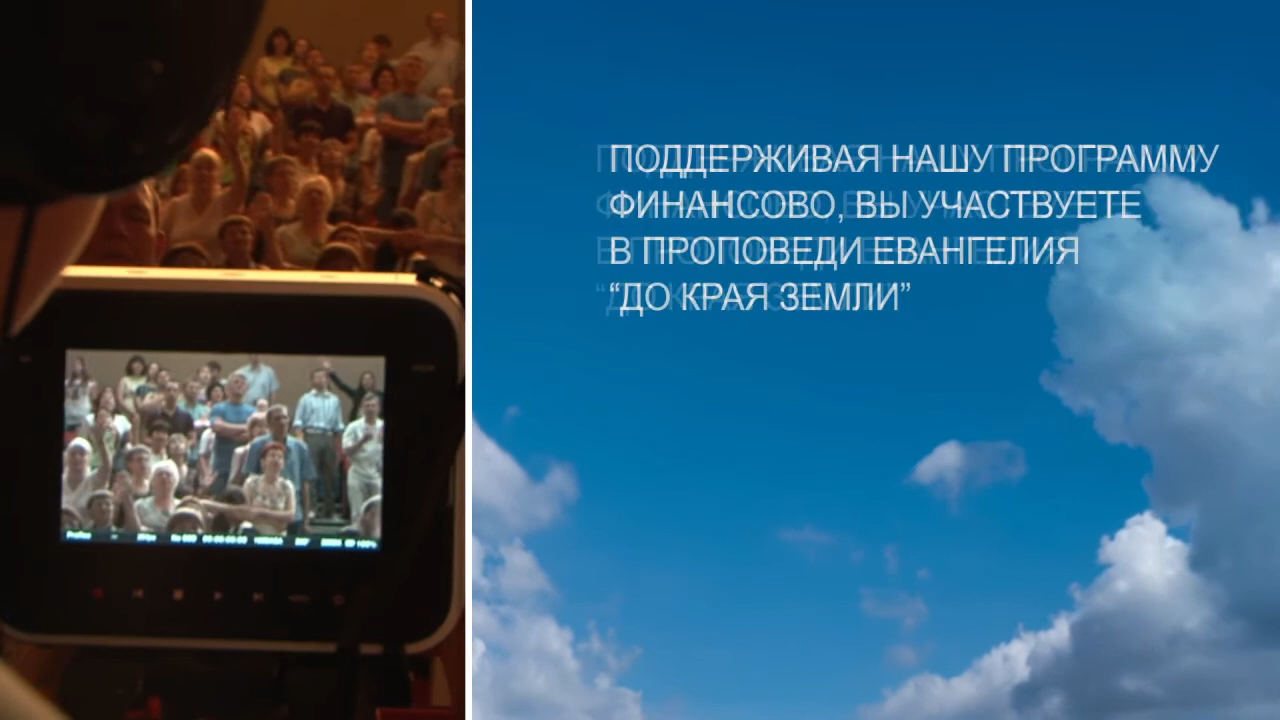 ПОДДЕРЖИВАЯ НАШУ ПРОГРАММУ
ФИНАНСОВО, ВЫ УЧАСТВУЕТЕ
В ПРОПОВЕДИ ЕВАНГЕЛИЯ
“ДО КРАЯ ЗЕМЛИ”